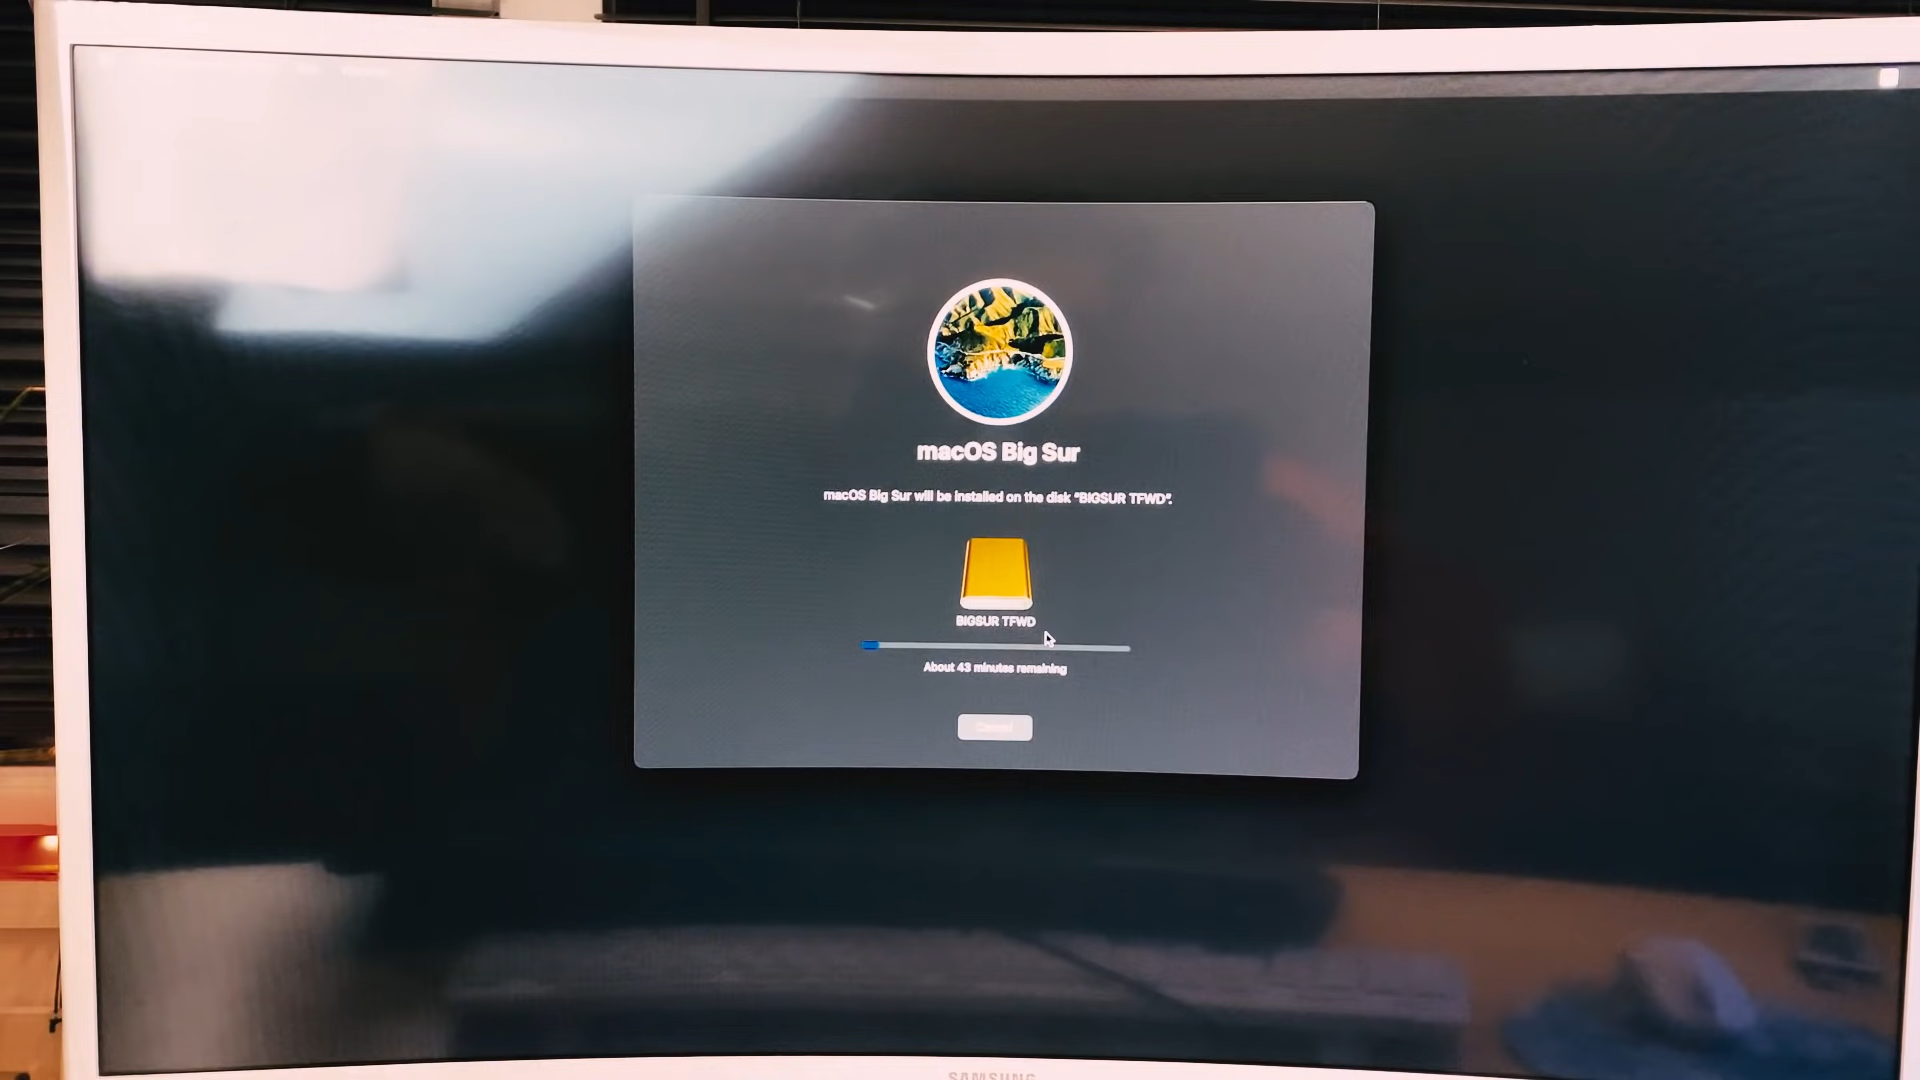 macOS Big Sur
macOS Big Sur will be installed on the disk “BIGSUR TFWD”.
BIGSUR TFWD
About 43 minutes remaining
Cancel
SAMSUNG